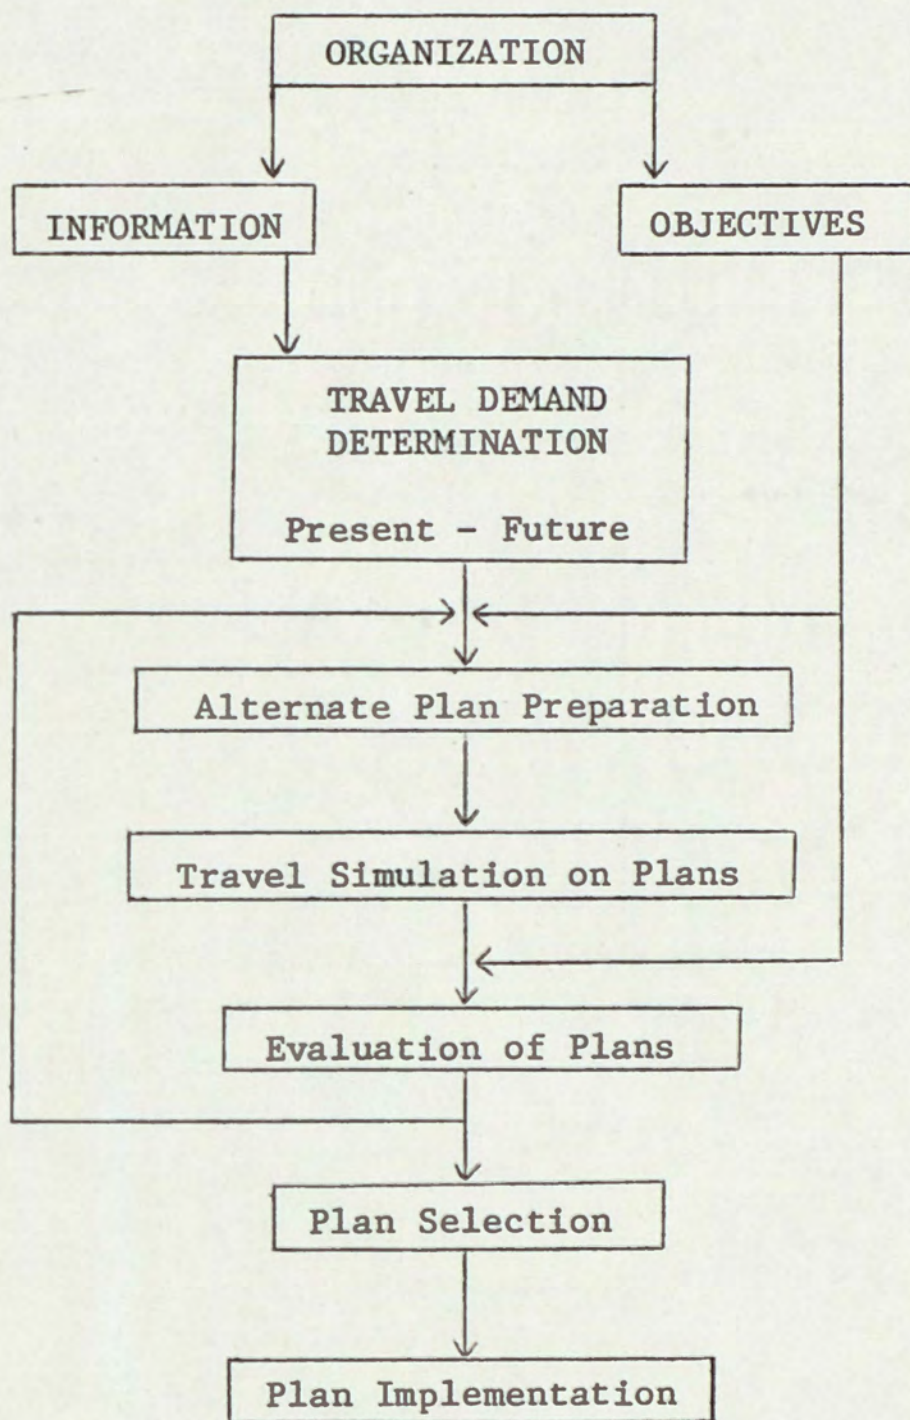 ORGANIZATION
INFORMATION
OBJECTIVES
TRAVEL DEMAND
DETERMINATION
Present - Future
Alternate Plan Preparation
Travel Simulation on Plans
Evaluation of Plans
Plan Selection
Plan Implementation